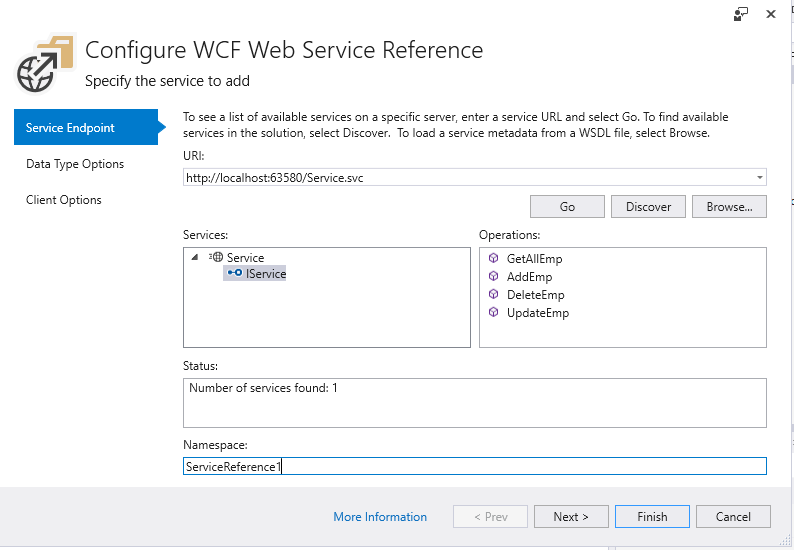 Configure WCF Web Service Reference
Specify the service to add
Service Endpoint
Data Type Options
Client Options
To see a list of available services on a specific server, enter a service URL and select Go. To find available
services in the solution, select Discover.  To load a service metadata from a WSDL file, select Browse.
URI:
http://localhost:63580/Service.svc
Go
Discover
Browse...
Services:
Service
IService
Operations:
GetAllEmp
AddEmp
DeleteEmp
UpdateEmp
Status:
Number of services found: 1
Namespace:
ServiceReference1
More Information
< Prev
Next >
Finish
Cancel